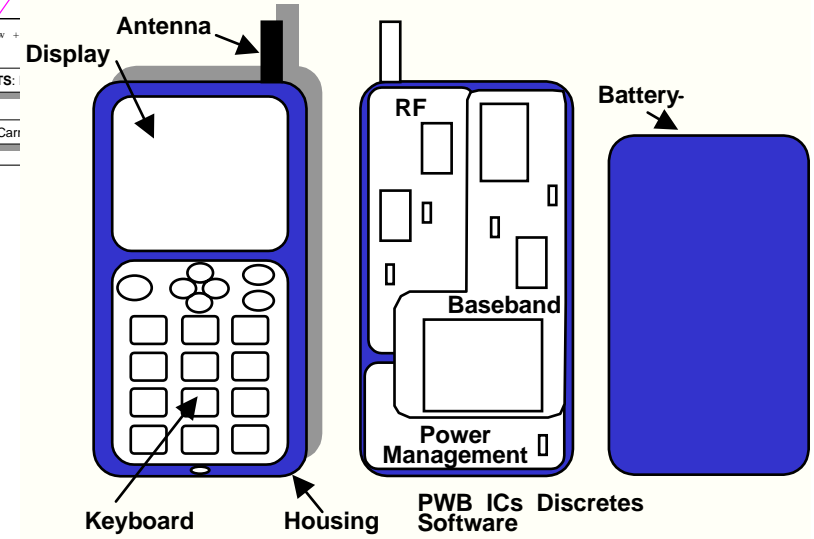 Antenna
Display
Battery-
RF
Baseband
Power
Management
Keyboard
Housing
PWB ICs Discretes
Software